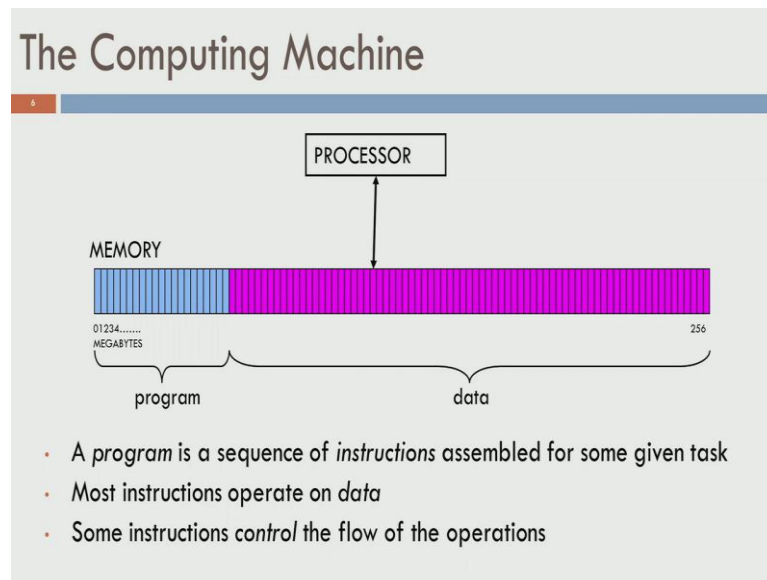 The Computing Machine
6
PROCESSOR
MEMORY
01234.......
256
MEGABYTES
program
data
• A program is a sequence of instructions assembled for some given task
• Most instructions operate on data
• Some instructions control the flow of the operations